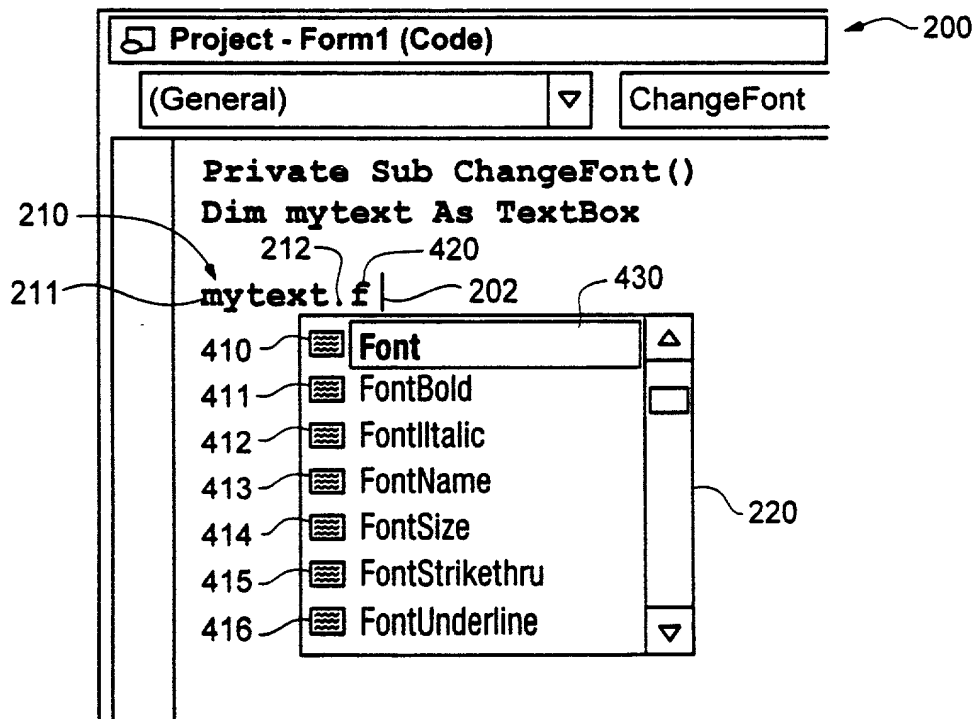 200
Project - Form1 (Code)
(General) ChangeFont
Private Sub ChangeFont()
210 Dim mytext As TextBox
212 420
211 mytext.f 202 430
410 Font
411 FontBold
412 FontIItalic
413 FontName
414 FontSize 220
415 FontStrikethru
416 FontUnderline